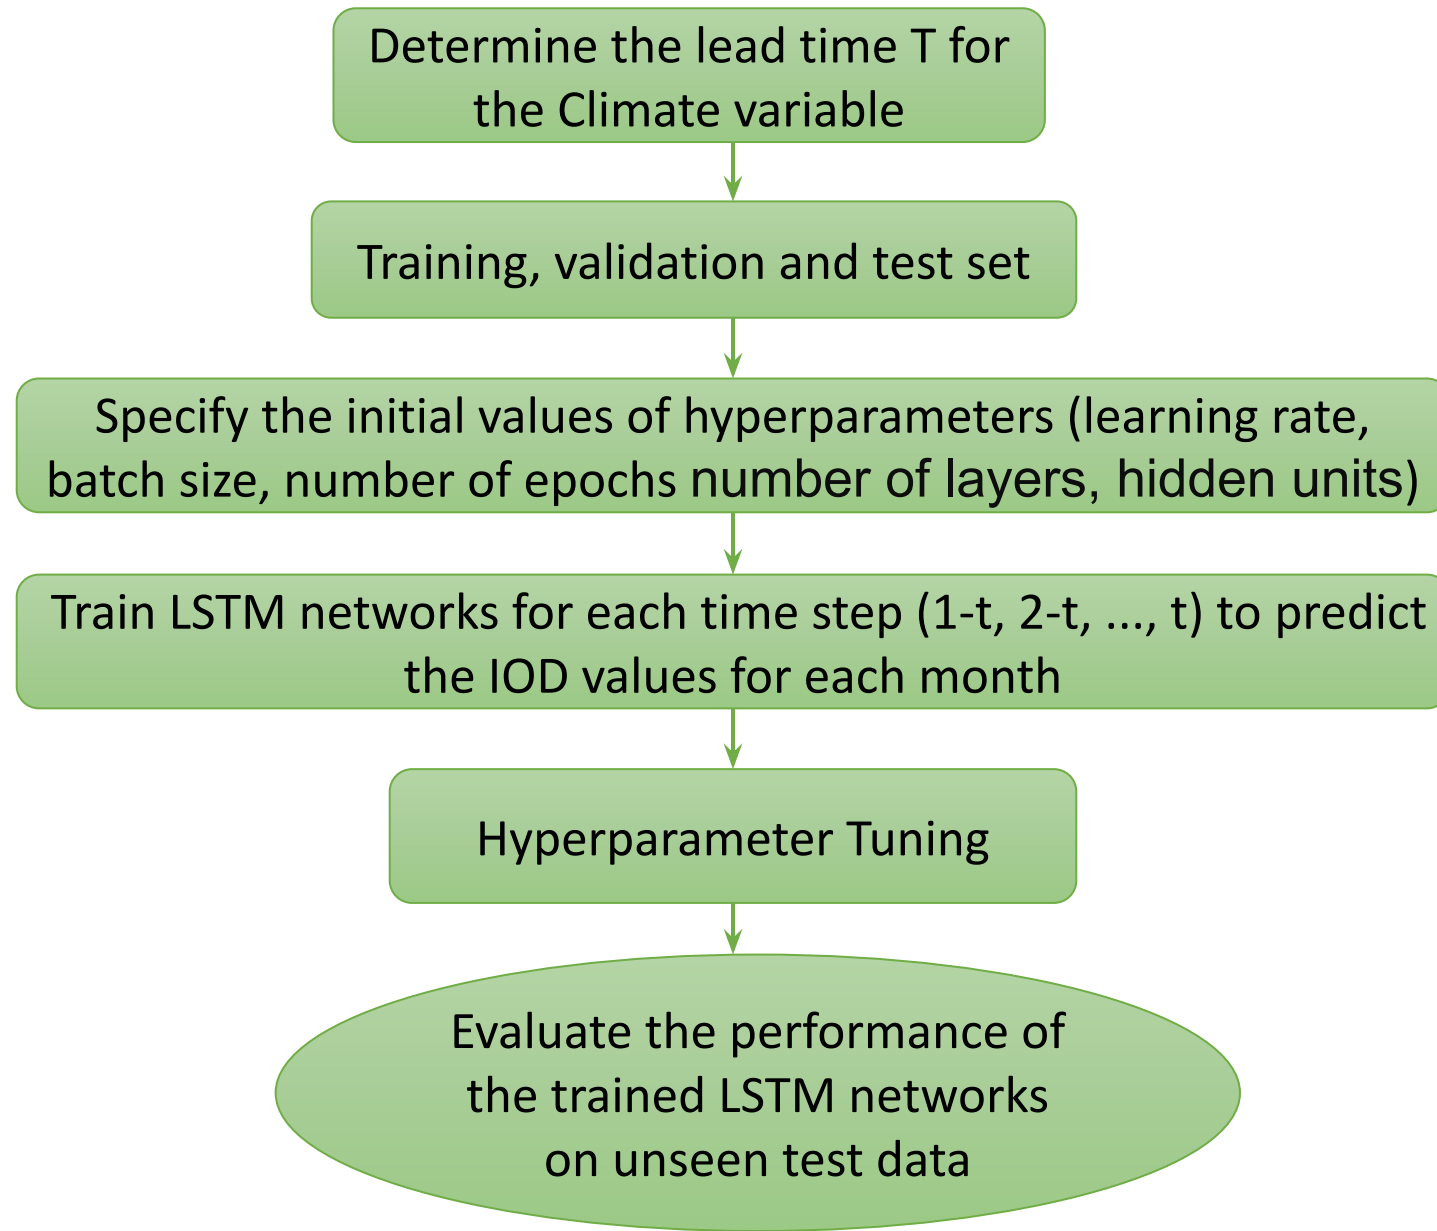 Determine the lead time T for
the Climate variable
Training, validation and test set
Specify the initial values of hyperparameters (learning rate,
batch size, number of epochs number of layers, hidden units)
Train LSTM networks for each time step (1-t, 2-t, ..., t) to predict
the IOD values for each month
Hyperparameter Tuning
Evaluate the performance of
the trained LSTM networks
on unseen test data